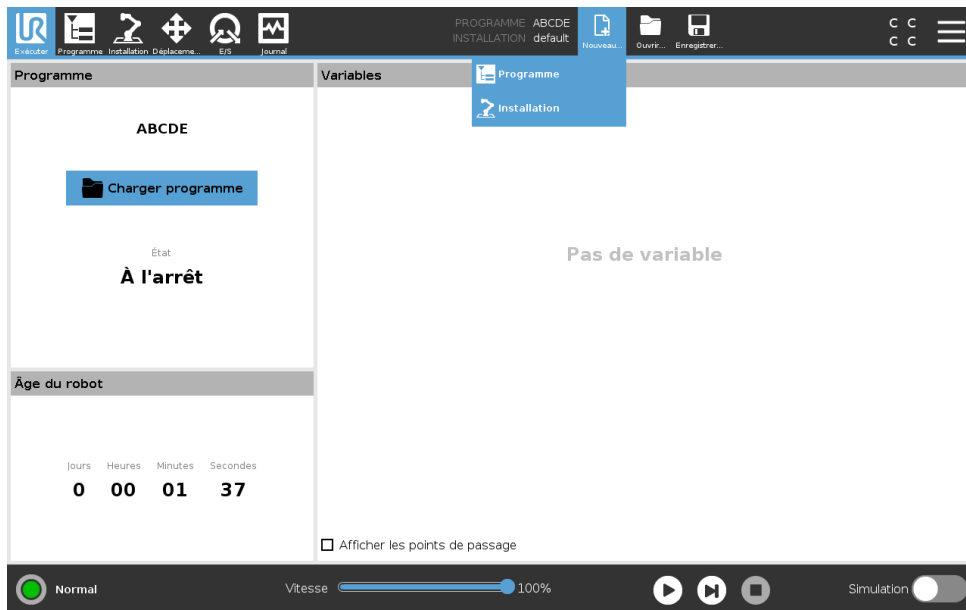 UR
PROGRAMME ABCDE
INSTALLATION default
C C
C C
Exécuter Programme Installation Déplaceme... E/S Journal Nouveau... Ouvrir... Enregistrer...
Programme
Installation
Programme
Variables
ABCDE
Charger programme
État
À l'arrêt
Pas de variable
Âge du robot
Jours Heures Minutes Secondes
0 00 01 37
Afficher les points de passage
Normal
Vitesse 100%
Simulation